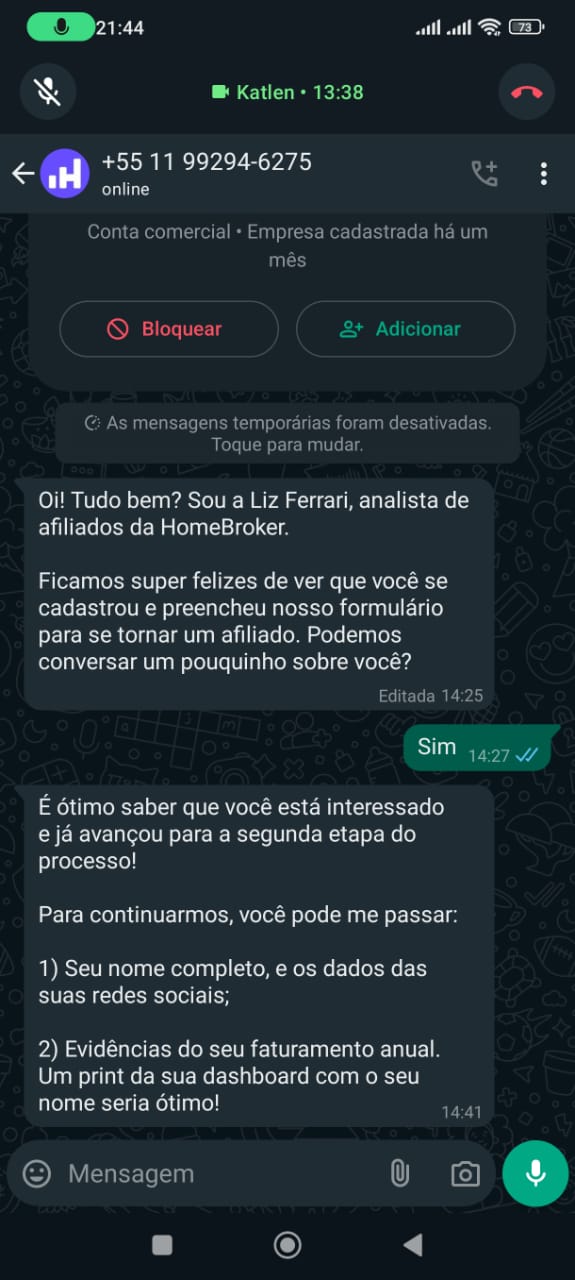 21:44
73
Katlen • 13:38
+55 11 99294-6275
online
Conta comercial • Empresa cadastrada há um
mês
Bloquear
Adicionar
As mensagens temporárias foram desativadas.
Toque para mudar.
Oi! Tudo bem? Sou a Liz Ferrari, analista de
afiliados da HomeBroker.
Ficamos super felizes de ver que você se
cadastrou e preencheu nosso formulário
para se tornar um afiliado. Podemos
conversar um pouquinho sobre você?
Editada 14:25
Sim
14:27
É ótimo saber que você está interessado
e já avançou para a segunda etapa do
processo!
Para continuarmos, você pode me passar:
1) Seu nome completo, e os dados das
suas redes sociais;
2) Evidências do seu faturamento anual.
Um print da sua dashboard com o seu
nome seria ótimo!
14:41
Mensagem